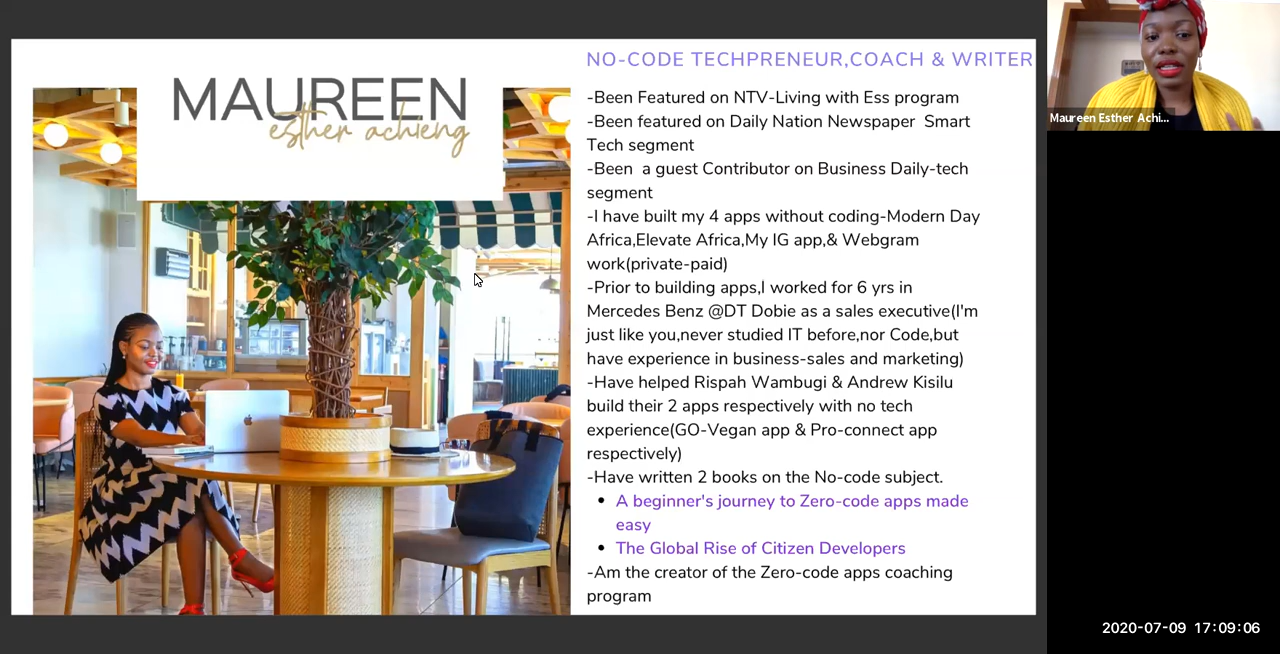 MAUREEN
esther achieng
NO-CODE TECHPRENEUR,COACH & WRITER
-Been Featured on NTV-Living with Ess program
-Been featured on Daily Nation Newspaper  Smart
Tech segment
-Been  a guest Contributor on Business Daily-tech
segment
-I have built my 4 apps without coding-Modern Day
Africa,Elevate Africa,My IG app,& Webgram
work(private-paid)
-Prior to building apps,I worked for 6 yrs in
Mercedes Benz @DT Dobie as a sales executive(I'm
just like you,never studied IT before,nor Code,but
have experience in business-sales and marketing)
-Have helped Rispah Wambugi & Andrew Kisilu
build their 2 apps respectively with no tech
experience(GO-Vegan app & Pro-connect app
respectively)
-Have written 2 books on the No-code subject.
• A beginner's journey to Zero-code apps made
easy
• The Global Rise of Citizen Developers
-Am the creator of the Zero-code apps coaching
program
Maureen Esther Achi...
2020-07-09 17:09:06